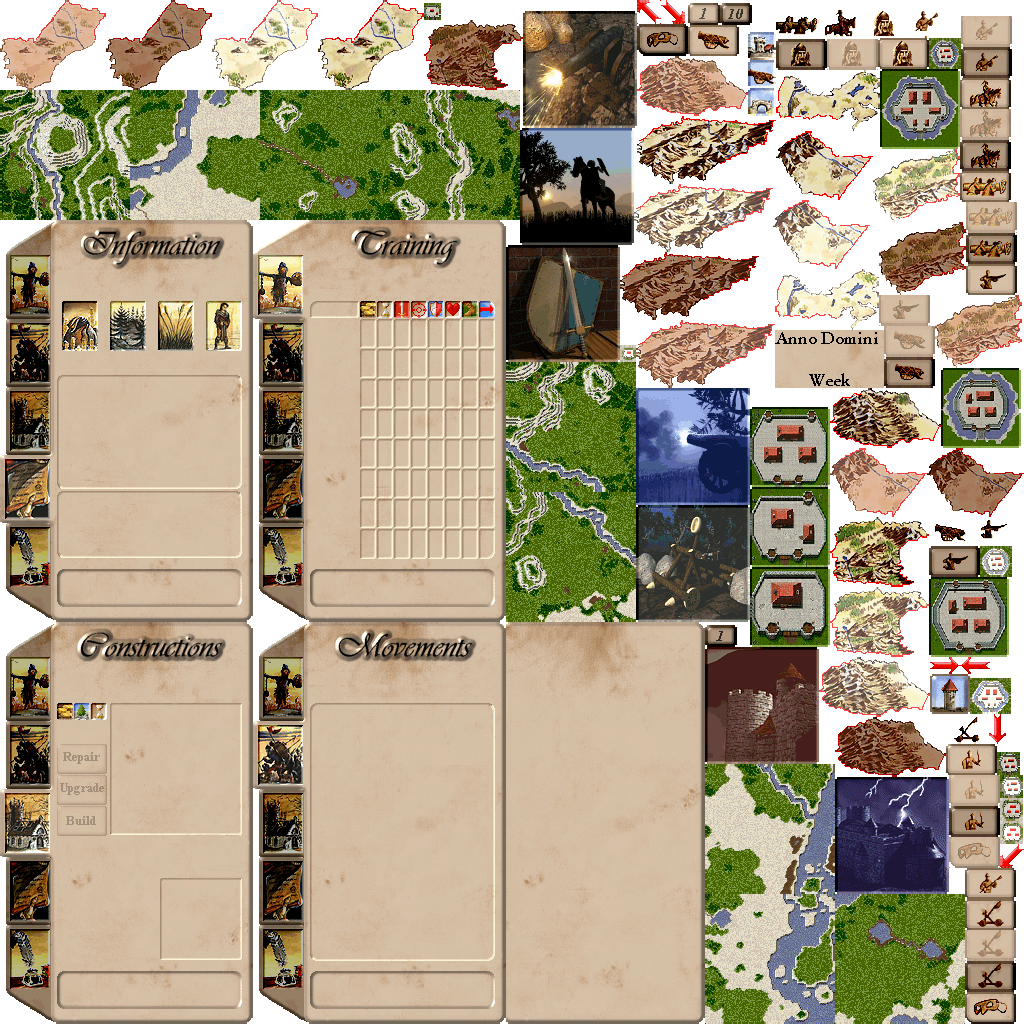 1 10
Information
Training
Anno Domini
Week
Constructions
Movements
1
Repair
Upgrade
Build